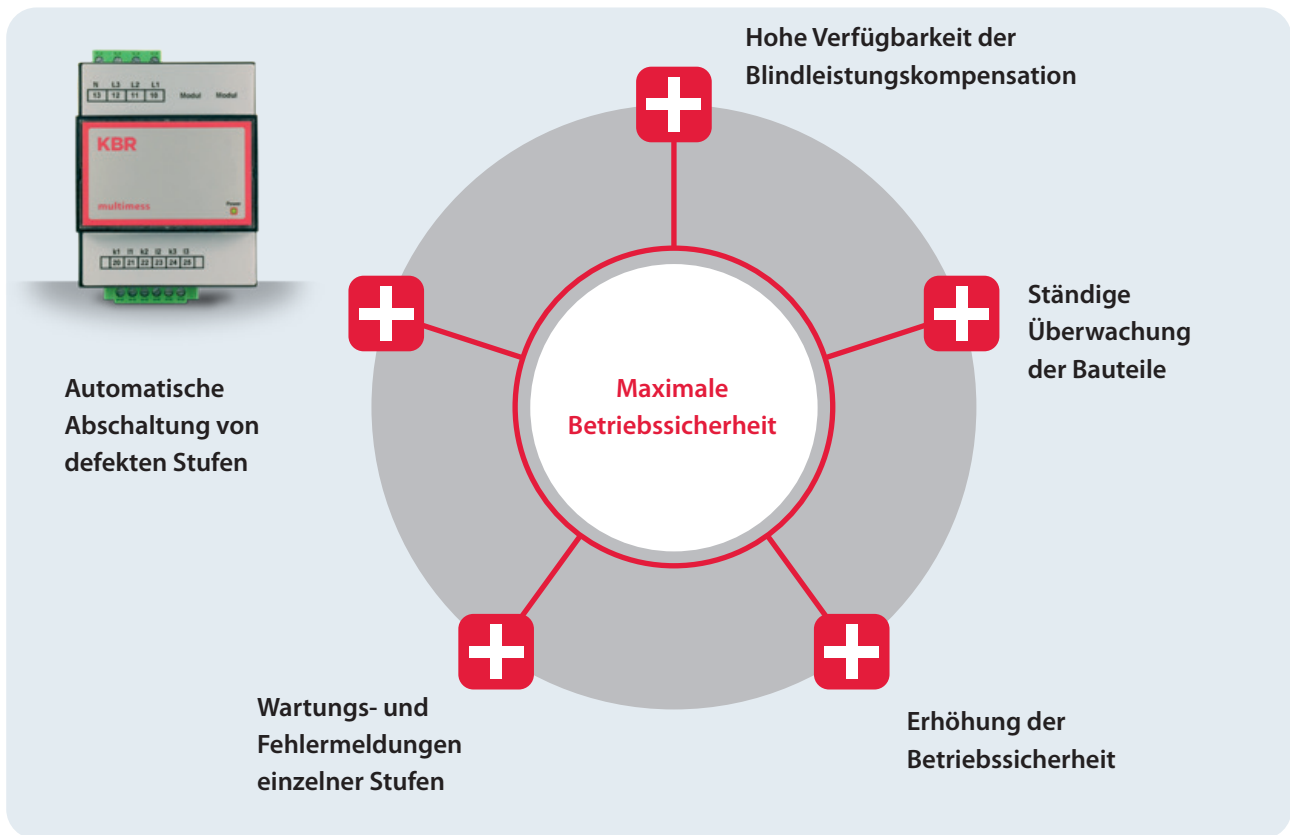 Hohe Verfügbarkeit der
Blindleistungskompensation
N L3 L2 L1
13 12 11 10 Modul Modul
KBR
multimess
Power
k1 l1 k2 l2 k3 l3
20 21 22 23 24 25
Ständige
Überwachung
der Bauteile
Automatische
Abschaltung von
defekten Stufen
Maximale
Betriebssicherheit
Wartungs- und
Fehlermeldungen
einzelner Stufen
Erhöhung der
Betriebssicherheit